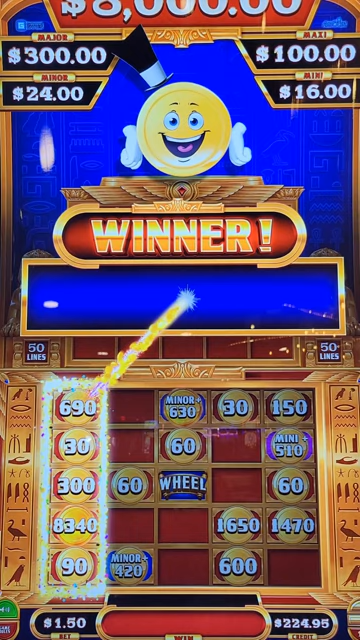 $8,000.00
MAJOR
$300.00
MAXI
$100.00
MINOR
$24.00
MINI
$16.00
WINNER!
50
LINES
50
LINES
690 MINOR+ 630 30 150
30 60 MINI+ 510
300 60 WHEEL 60
8340 1650 1470
90 MINOR+ 420 600
$1.50
$224.95
BET
WIN
CREDIT